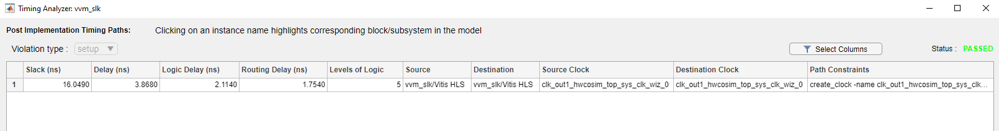 Timing Analyzer: vvm_slk
Post Implementation Timing Paths: Clicking on an instance name highlights corresponding block/subsystem in the model
Violation type : setup Select Columns Status : PASSED
Slack (ns) Delay (ns) Logic Delay (ns) Routing Delay (ns) Levels of Logic Source Destination Source Clock Destination Clock Path Constraints
1 16.0490 3.8680 2.1140 1.7540 5 vvm_slk/Vitis HLS vvm_slk/Vitis HLS clk_out1_hwcosim_top_sys_clk_wiz_0 clk_out1_hwcosim_top_sys_clk_wiz_0 create_clock -name clk_out1_hwcosim_top_sys_clk...